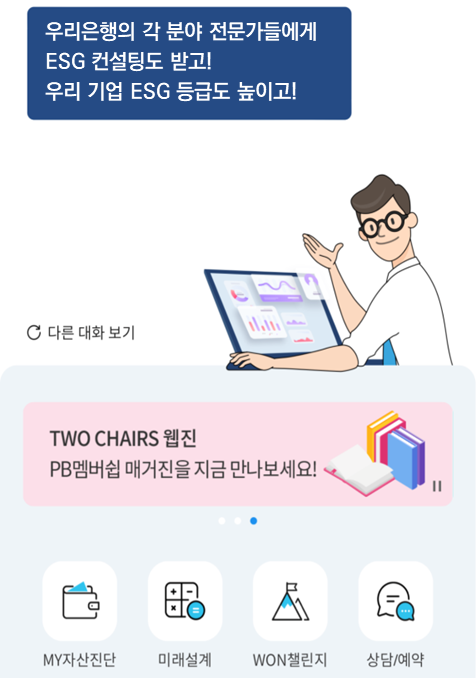 우리은행의 각 분야 전문가들에게
ESG 컨설팅도 받고!
우리 기업 ESG 등급도 높이고!
다른 대화 보기
TWO CHAIRS 웹진
PB멤버쉽 매거진을 지금 만나보세요!
MY자산진단
미래설계
WON챌린지
상담/예약